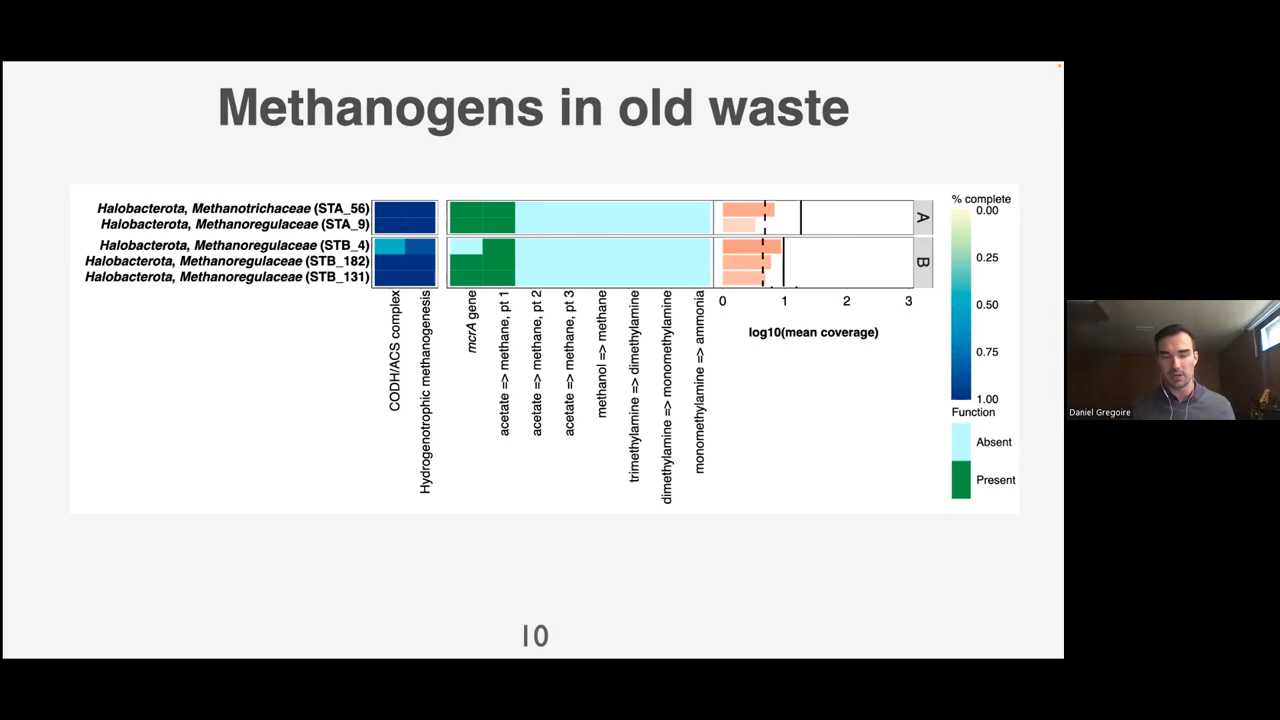 Methanogens in old waste
Halobacterota, Methanotrichaceae (STA_56)
Halobacterota, Methanoregulaceae (STA_9)
Halobacterota, Methanoregulaceae (STB_4)
Halobacterota, Methanoregulaceae (STB_182)
Halobacterota, Methanoregulaceae (STB_131)
CODH/ACS complex
Hydrogenotrophic methanogenesis
mcrA gene
acetate => methane, pt 1
acetate => methane, pt 2
acetate => methane, pt 3
methanol => methane
trimethylamine => dimethylamine
dimethylamine => monomethylamine
monomethylamine => ammonia
0 1 2 3
log10(mean coverage)
A
B
% complete
0.00
0.25
0.50
0.75
1.00
Function
Absent
Present
10
Daniel Gregoire